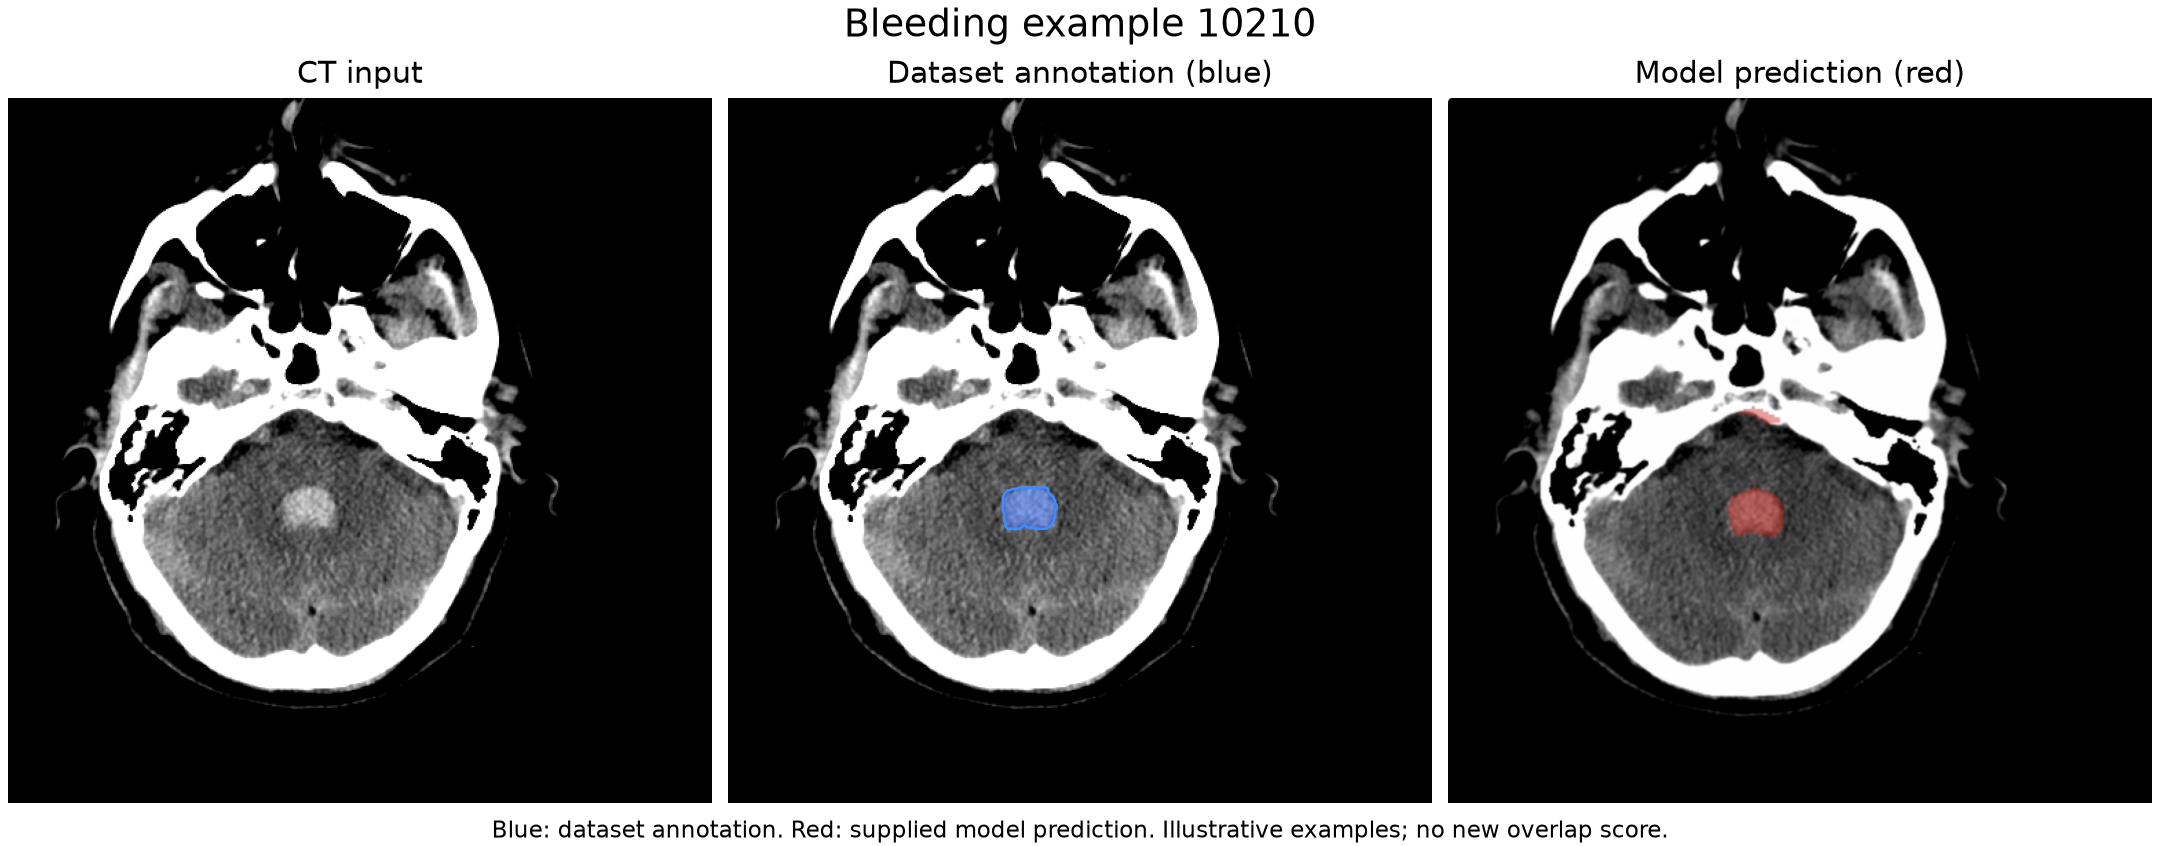 Bleeding example 10210
CT input
Dataset annotation (blue)
Model prediction (red)
Blue: dataset annotation. Red: supplied model prediction. Illustrative examples; no new overlap score.